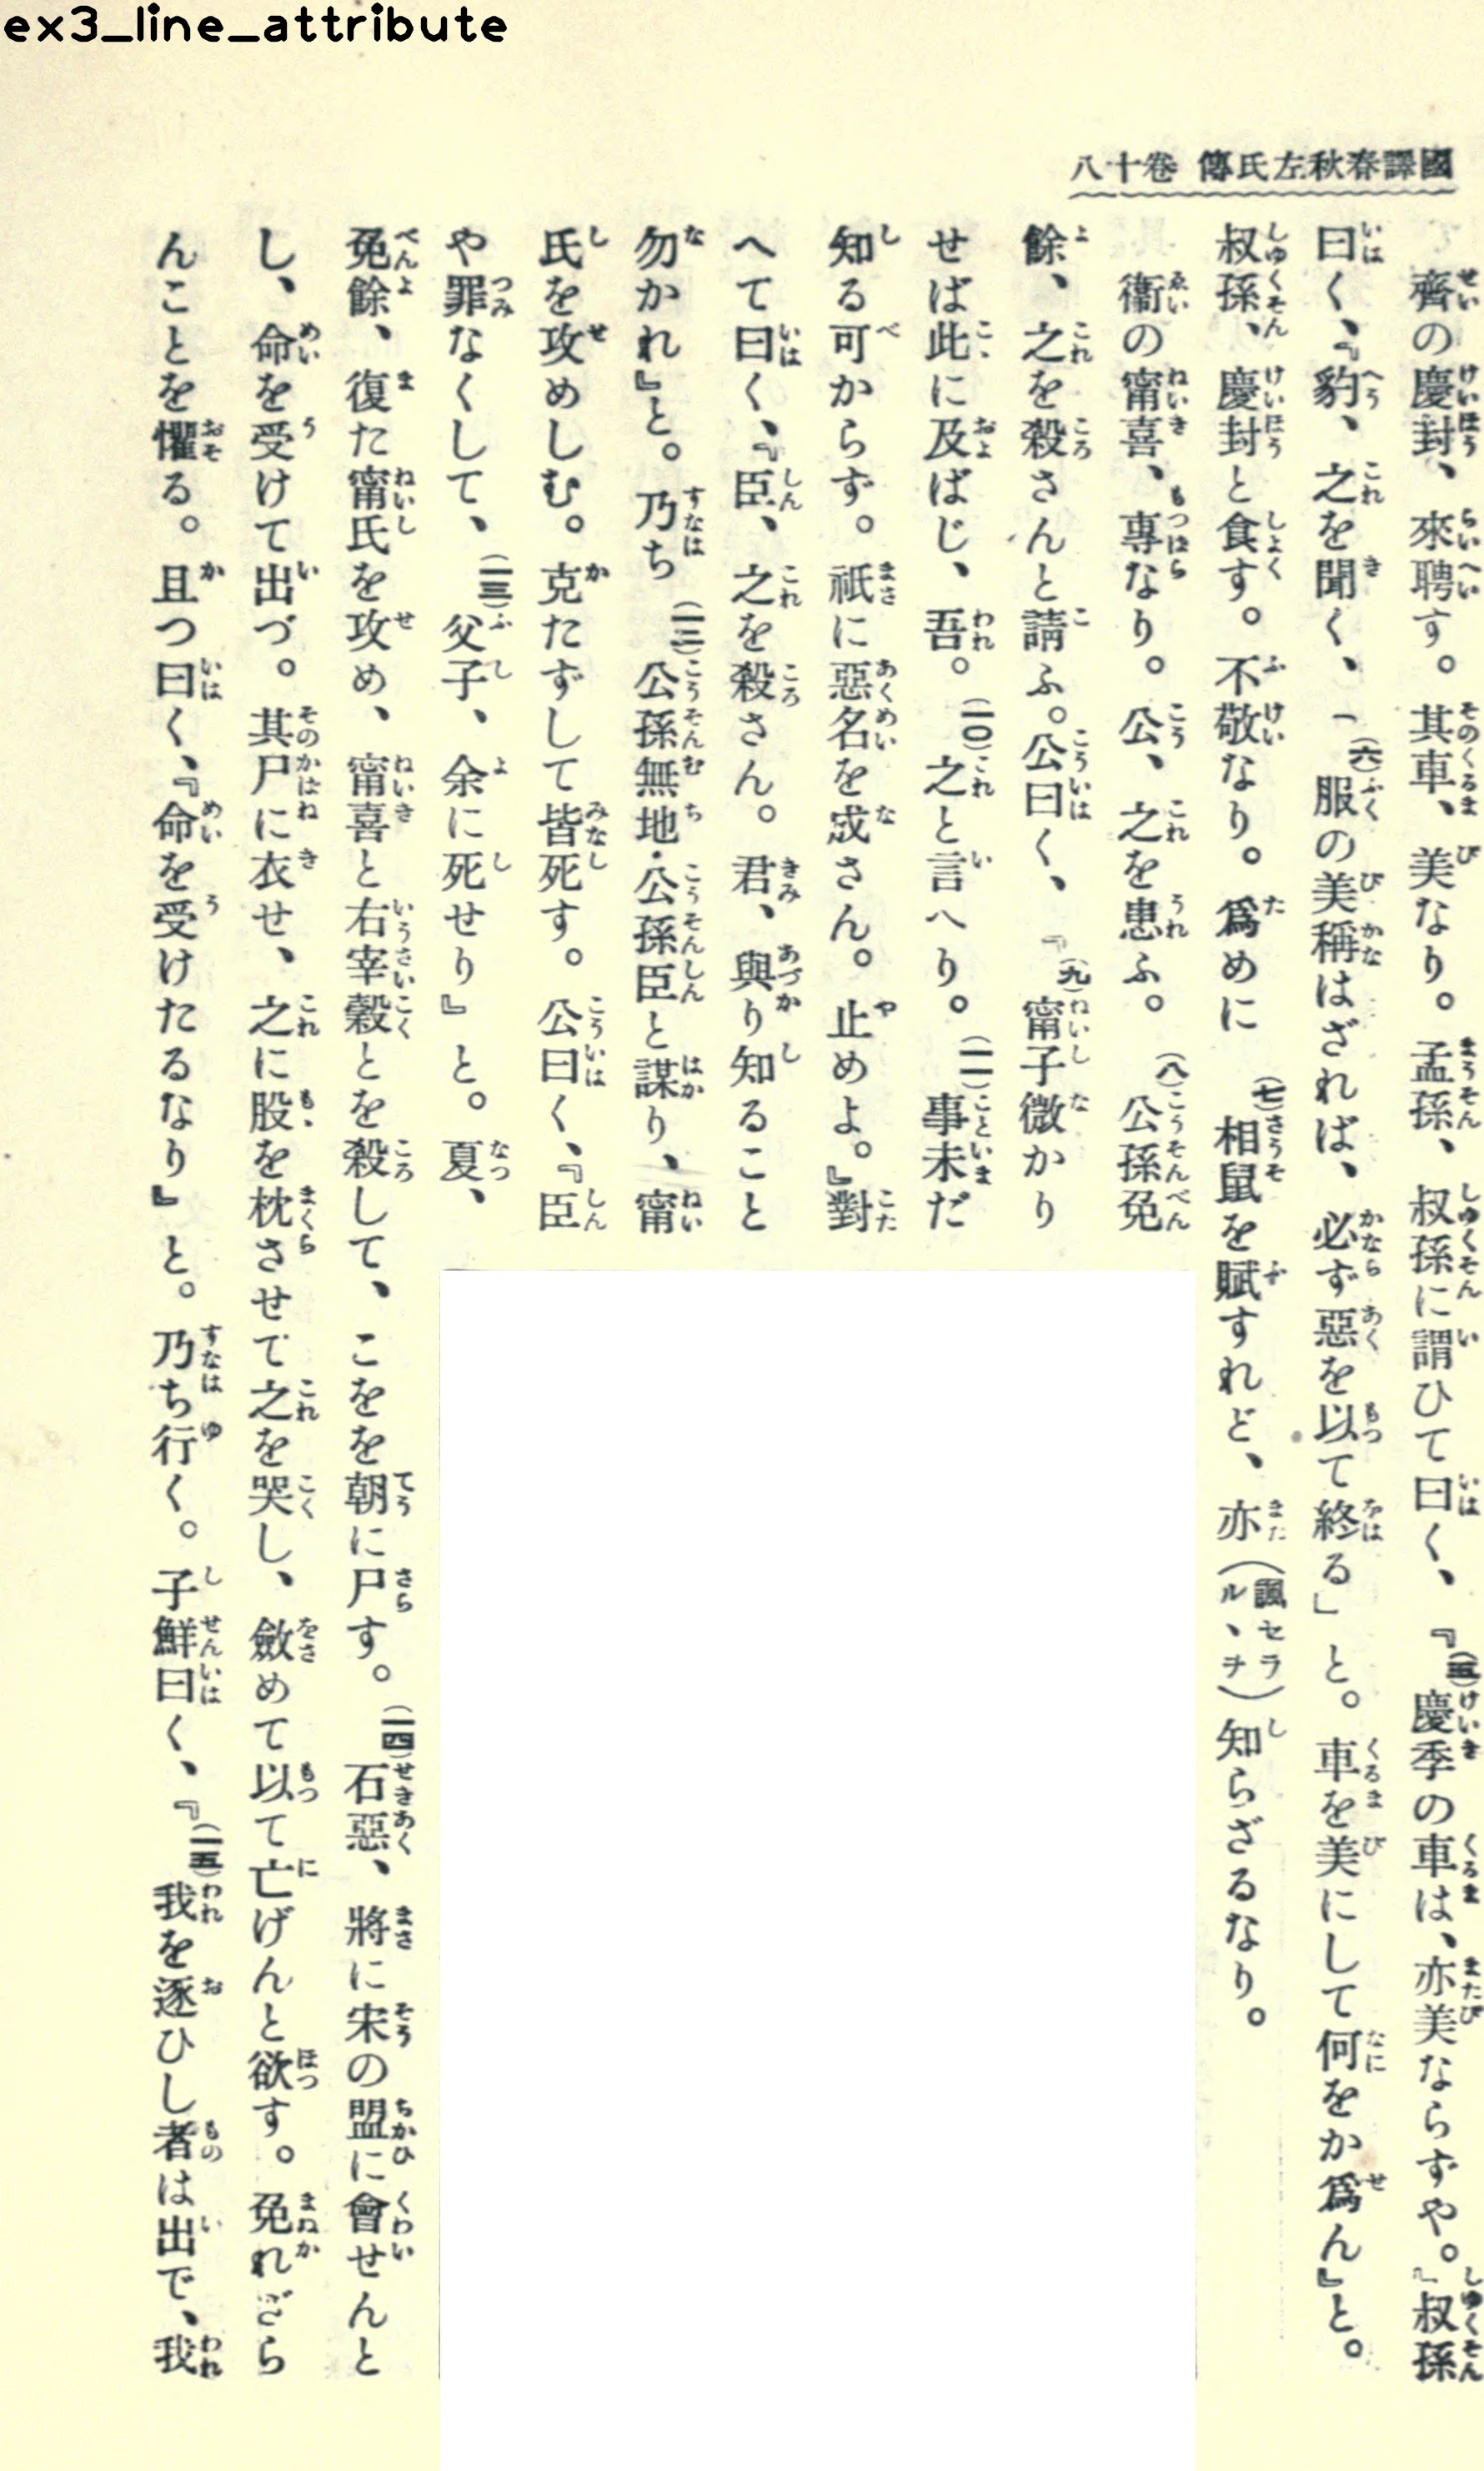 ex3_line_attribute
國譯春秋左氏傳 卷十八
齊の慶封、來聘す。其車、美なり。孟孫、叔孫に謂ひて曰く、『(五)慶季の車は、亦美ならずや。』叔孫
曰く、『豹、之を聞く、「(六)服の美稱はざれば、必ず惡を以て終る」と。車を美にして何をか爲ん』と。
叔孫、慶封と食す。不敬なり。爲めに(七)相鼠を賦すれど、亦(諷セラルヽヲ)知らざるなり。
衞の甯喜、專なり。公、之を患ふ。(八)公孫免
餘、之を殺さんと請ふ。公曰く、『(九)甯子微かり
せば此に及ばじ、吾。(一〇)之と言へり。(一一)事未だ
知る可からず。祇に惡名を成さん。止めよ。』對
へて曰く、『臣、之を殺さん。君、與り知ること
勿かれ』と。乃ち(一二)公孫無地・公孫臣と謀り、甯
氏を攻めしむ。克たずして皆死す。公曰く、『臣
や罪なくして、(一三)父子、余に死せり』と。夏、
免餘、復た甯氏を攻め、甯喜と右宰穀とを殺して、こをを朝に尸す。(一四)石惡、將に宋の盟に會せんと
し、命を受けて出づ。其尸に衣せ、之に股を枕させて之を哭し、斂めて以て亡げんと欲す。免れざら
んことを懼る。且つ曰く、『命を受けたるなり』と。乃ち行く。子鮮曰く、『(一五)我を逐ひし者は出で、我